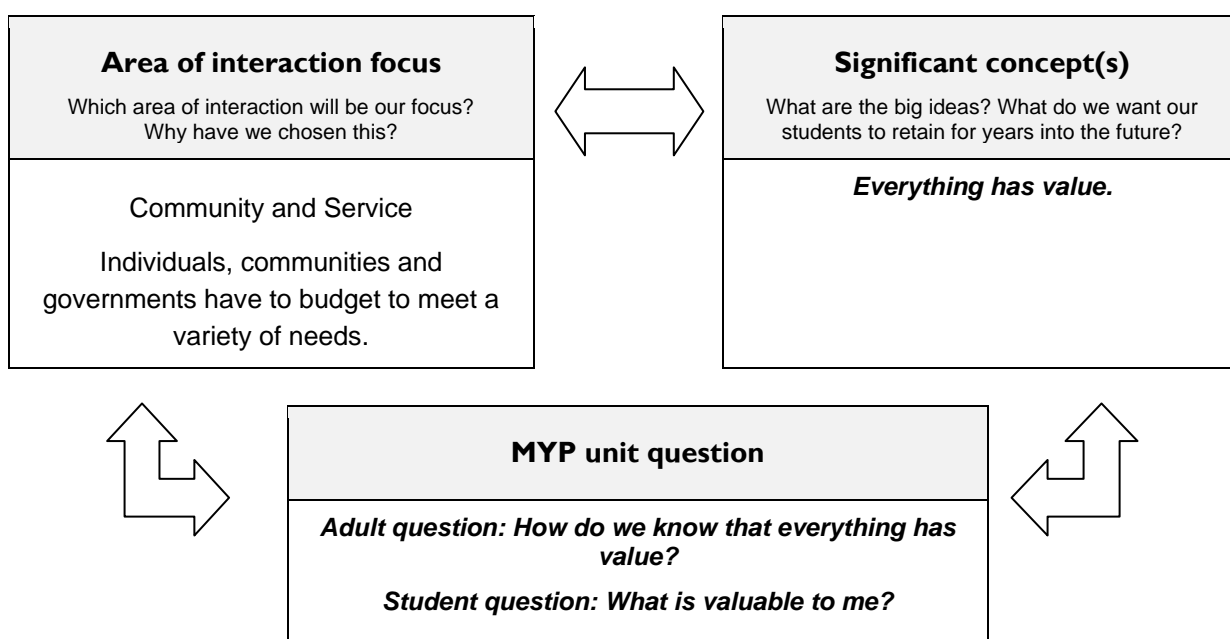 Area of interaction focus
Which area of interaction will be our focus?
Why have we chosen this?
Community and Service
Individuals, communities and
governments have to budget to meet a
variety of needs.
Significant concept(s)
What are the big ideas? What do we want our
students to retain for years into the future?
Everything has value.
MYP unit question
Adult question: How do we know that everything has
value?
Student question: What is valuable to me?